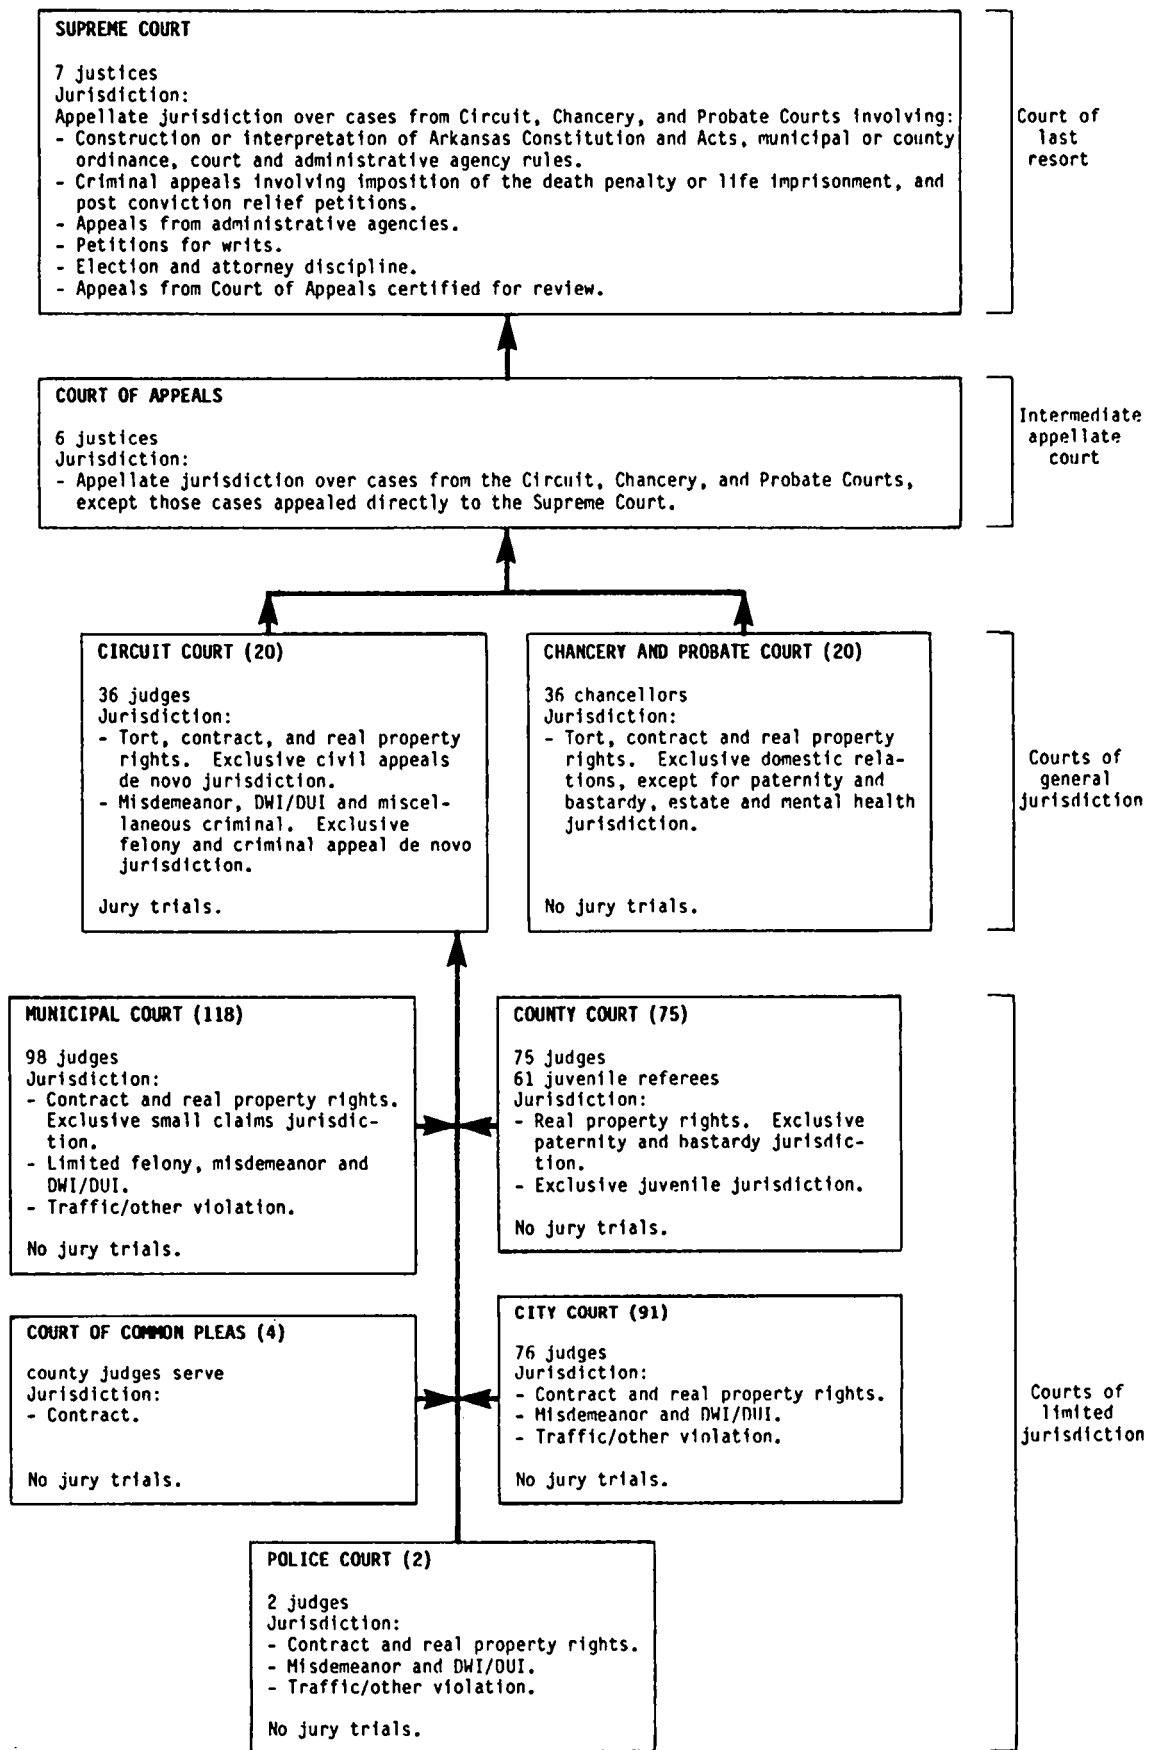 SUPREME COURT
7 justices
Jurisdiction:
Appellate jurisdiction over cases from Circuit, Chancery, and Probate Courts involving:
- Construction or interpretation of Arkansas Constitution and Acts, municipal or county
ordinance, court and administrative agency rules.
- Criminal appeals involving imposition of the death penalty or life imprisonment, and
post conviction relief petitions.
- Appeals from administrative agencies.
- Petitions for writs.
- Election and attorney discipline.
- Appeals from Court of Appeals certified for review.
Court of
last
resort
COURT OF APPEALS
6 justices
Jurisdiction:
- Appellate jurisdiction over cases from the Circuit, Chancery, and Probate Courts,
except those cases appealed directly to the Supreme Court.
Intermediate
appellate
court
CIRCUIT COURT (20)
36 judges
Jurisdiction:
- Tort, contract, and real property
rights. Exclusive civil appeals
de novo jurisdiction.
- Misdemeanor, DWI/DUI and miscel-
laneous criminal. Exclusive
felony and criminal appeal de novo
jurisdiction.
Jury trials.
CHANCERY AND PROBATE COURT (20)
36 chancellors
Jurisdiction:
- Tort, contract and real property
rights. Exclusive domestic rela-
tions, except for paternity and
bastardy, estate and mental health
jurisdiction.
No jury trials.
Courts of
general
jurisdiction
MUNICIPAL COURT (118)
98 judges
Jurisdiction:
- Contract and real property rights.
Exclusive small claims jurisdic-
tion.
- Limited felony, misdemeanor and
DWI/DUI.
- Traffic/other violation.
No jury trials.
COUNTY COURT (75)
75 judges
61 juvenile referees
Jurisdiction:
- Real property rights. Exclusive
paternity and bastardy jurisdic-
tion.
- Exclusive juvenile jurisdiction.
No jury trials.
COURT OF COMMON PLEAS (4)
county judges serve
Jurisdiction:
- Contract.
No jury trials.
CITY COURT (91)
76 judges
Jurisdiction:
- Contract and real property rights.
- Misdemeanor and DWI/DUI.
- Traffic/other violation.
No jury trials.
Courts of
limited
jurisdiction
POLICE COURT (2)
2 judges
Jurisdiction:
- Contract and real property rights.
- Misdemeanor and DWI/DUI.
- Traffic/other violation.
No jury trials.